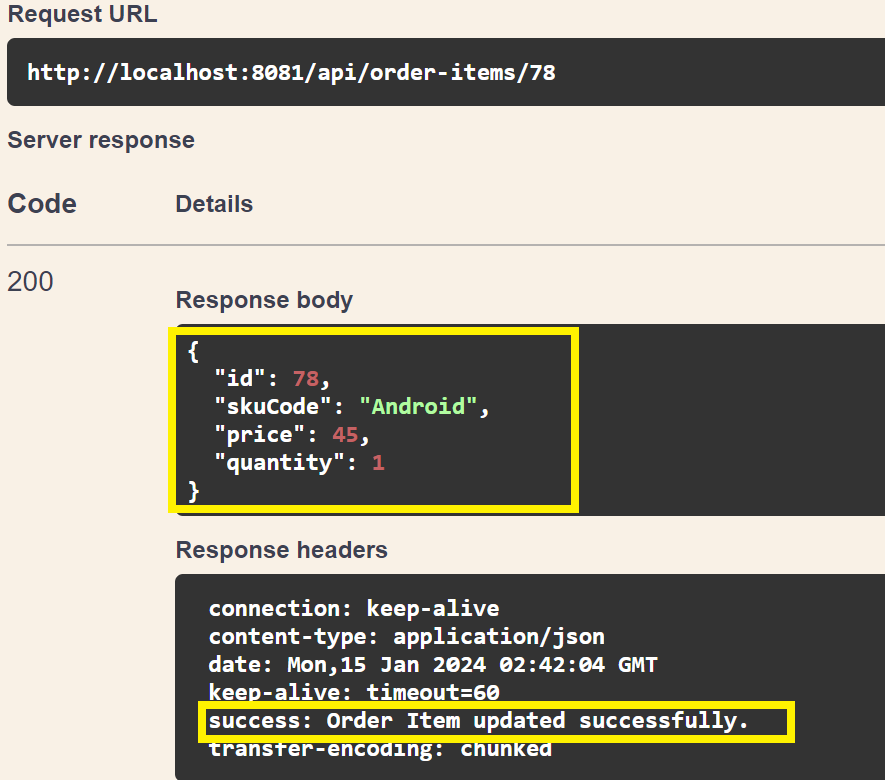 Request URL
http://localhost:8081/api/order-items/78
Server response
Code Details
200
Response body
{
"id": 78,
"skuCode": "Android",
"price": 45,
"quantity": 1
}
Response headers
connection: keep-alive
content-type: application/json
date: Mon,15 Jan 2024 02:42:04 GMT
keep-alive: timeout=60
success: Order Item updated successfully.
transfer-encoding: chunked